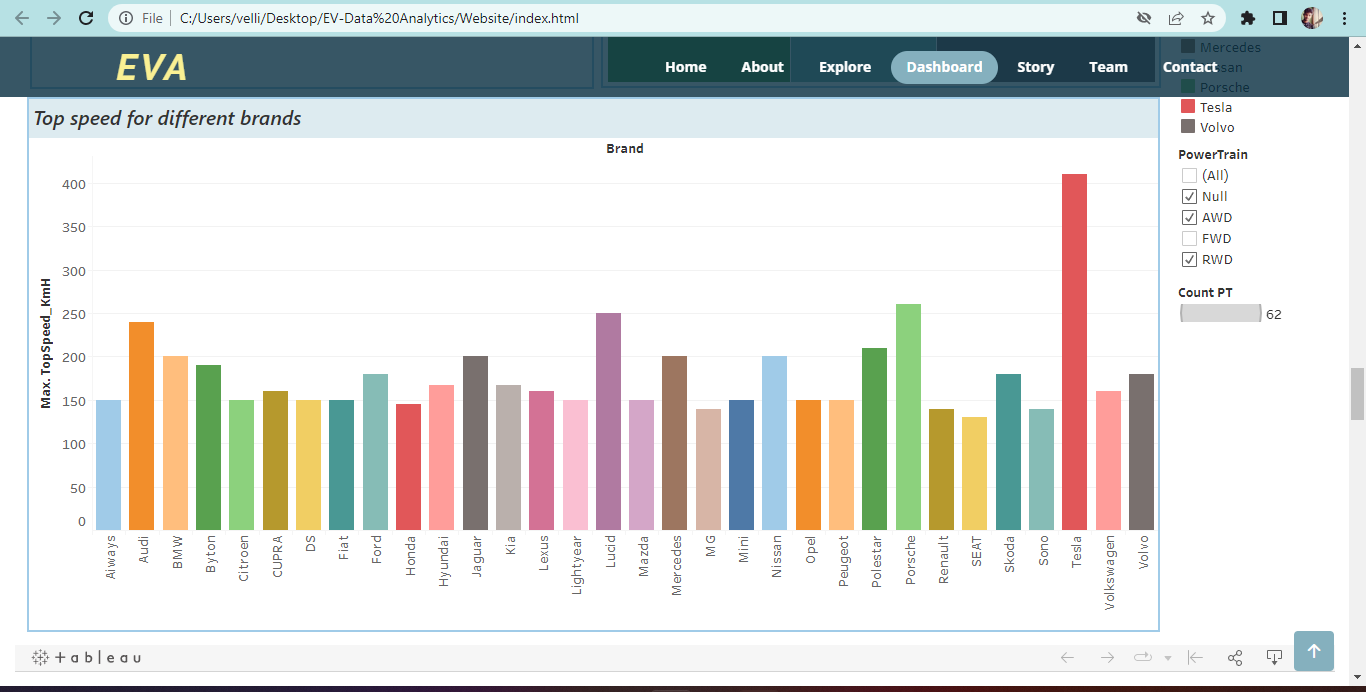 File
C:/Users/velli/Desktop/EV-Data%20Analytics/Website/index.html
EVA
Home
About
Explore
Dashboard
Story
Team
Contact
Mercedes
Porsche
Tesla
Volvo
Top speed for different brands
Brand
Max. TopSpeed_KmH
400
350
300
250
200
150
100
50
0
Aiways
Audi
BMW
Byton
Citroen
CUPRA
DS
Fiat
Ford
Honda
Hyundai
Jaguar
Kia
Lexus
Lightyear
Lucid
Mazda
Mercedes
MG
Mini
Nissan
Opel
Peugeot
Polestar
Porsche
Renault
SEAT
Skoda
Sono
Tesla
Volkswagen
Volvo
PowerTrain
(All)
Null
AWD
FWD
RWD
Count PT
62
+ a b | e a u